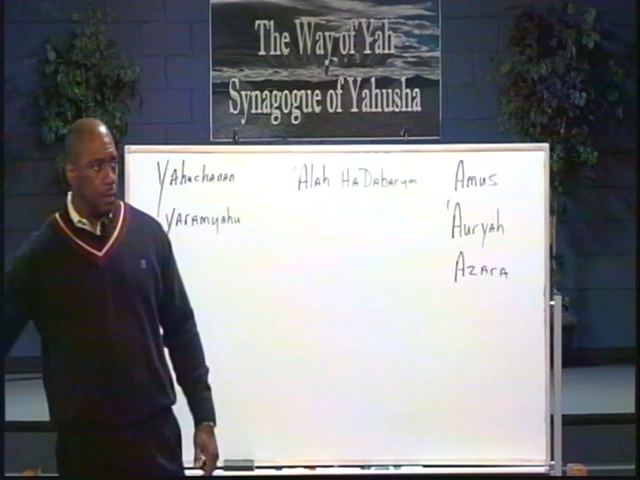 The Way of Yah
Synagogue of Yahusha
Yahuchanan 'Alah HaDabarym Amus
Yaramyahu 'Auryah
Azara